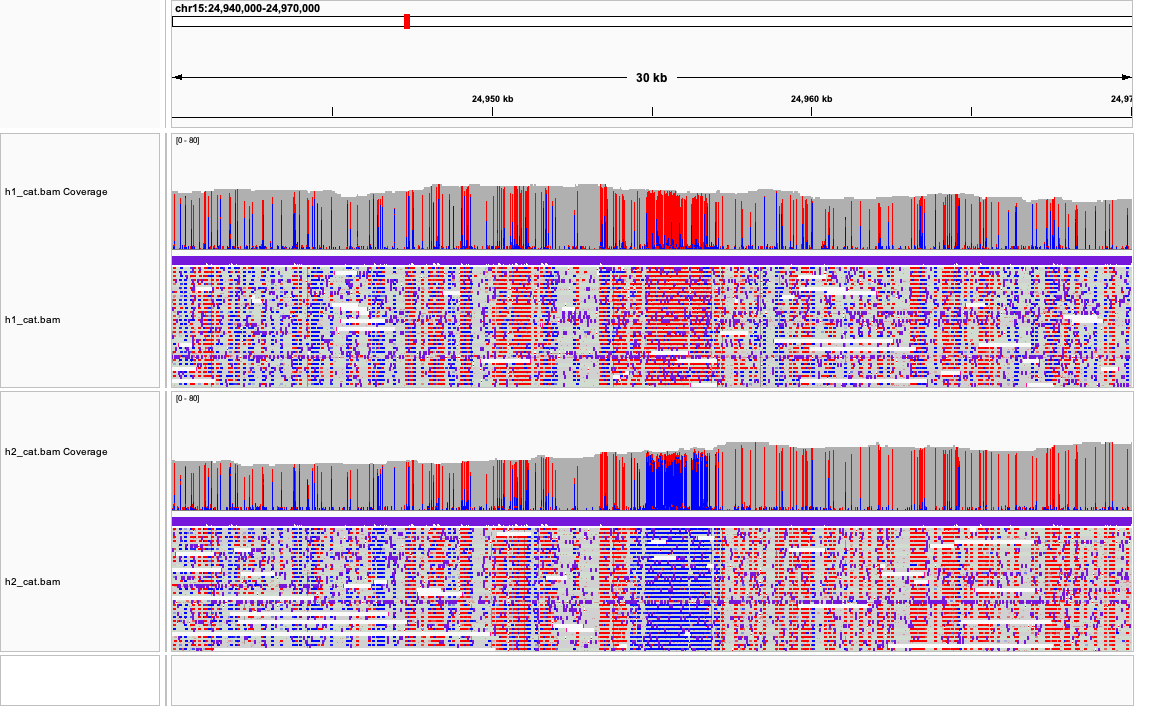 chr15:24,940,000-24,970,000
30 kb
24,950 kb
24,960 kb
24,97
[0 - 80]
h1_cat.bam Coverage
h1_cat.bam
[0 - 80]
h2_cat.bam Coverage
h2_cat.bam